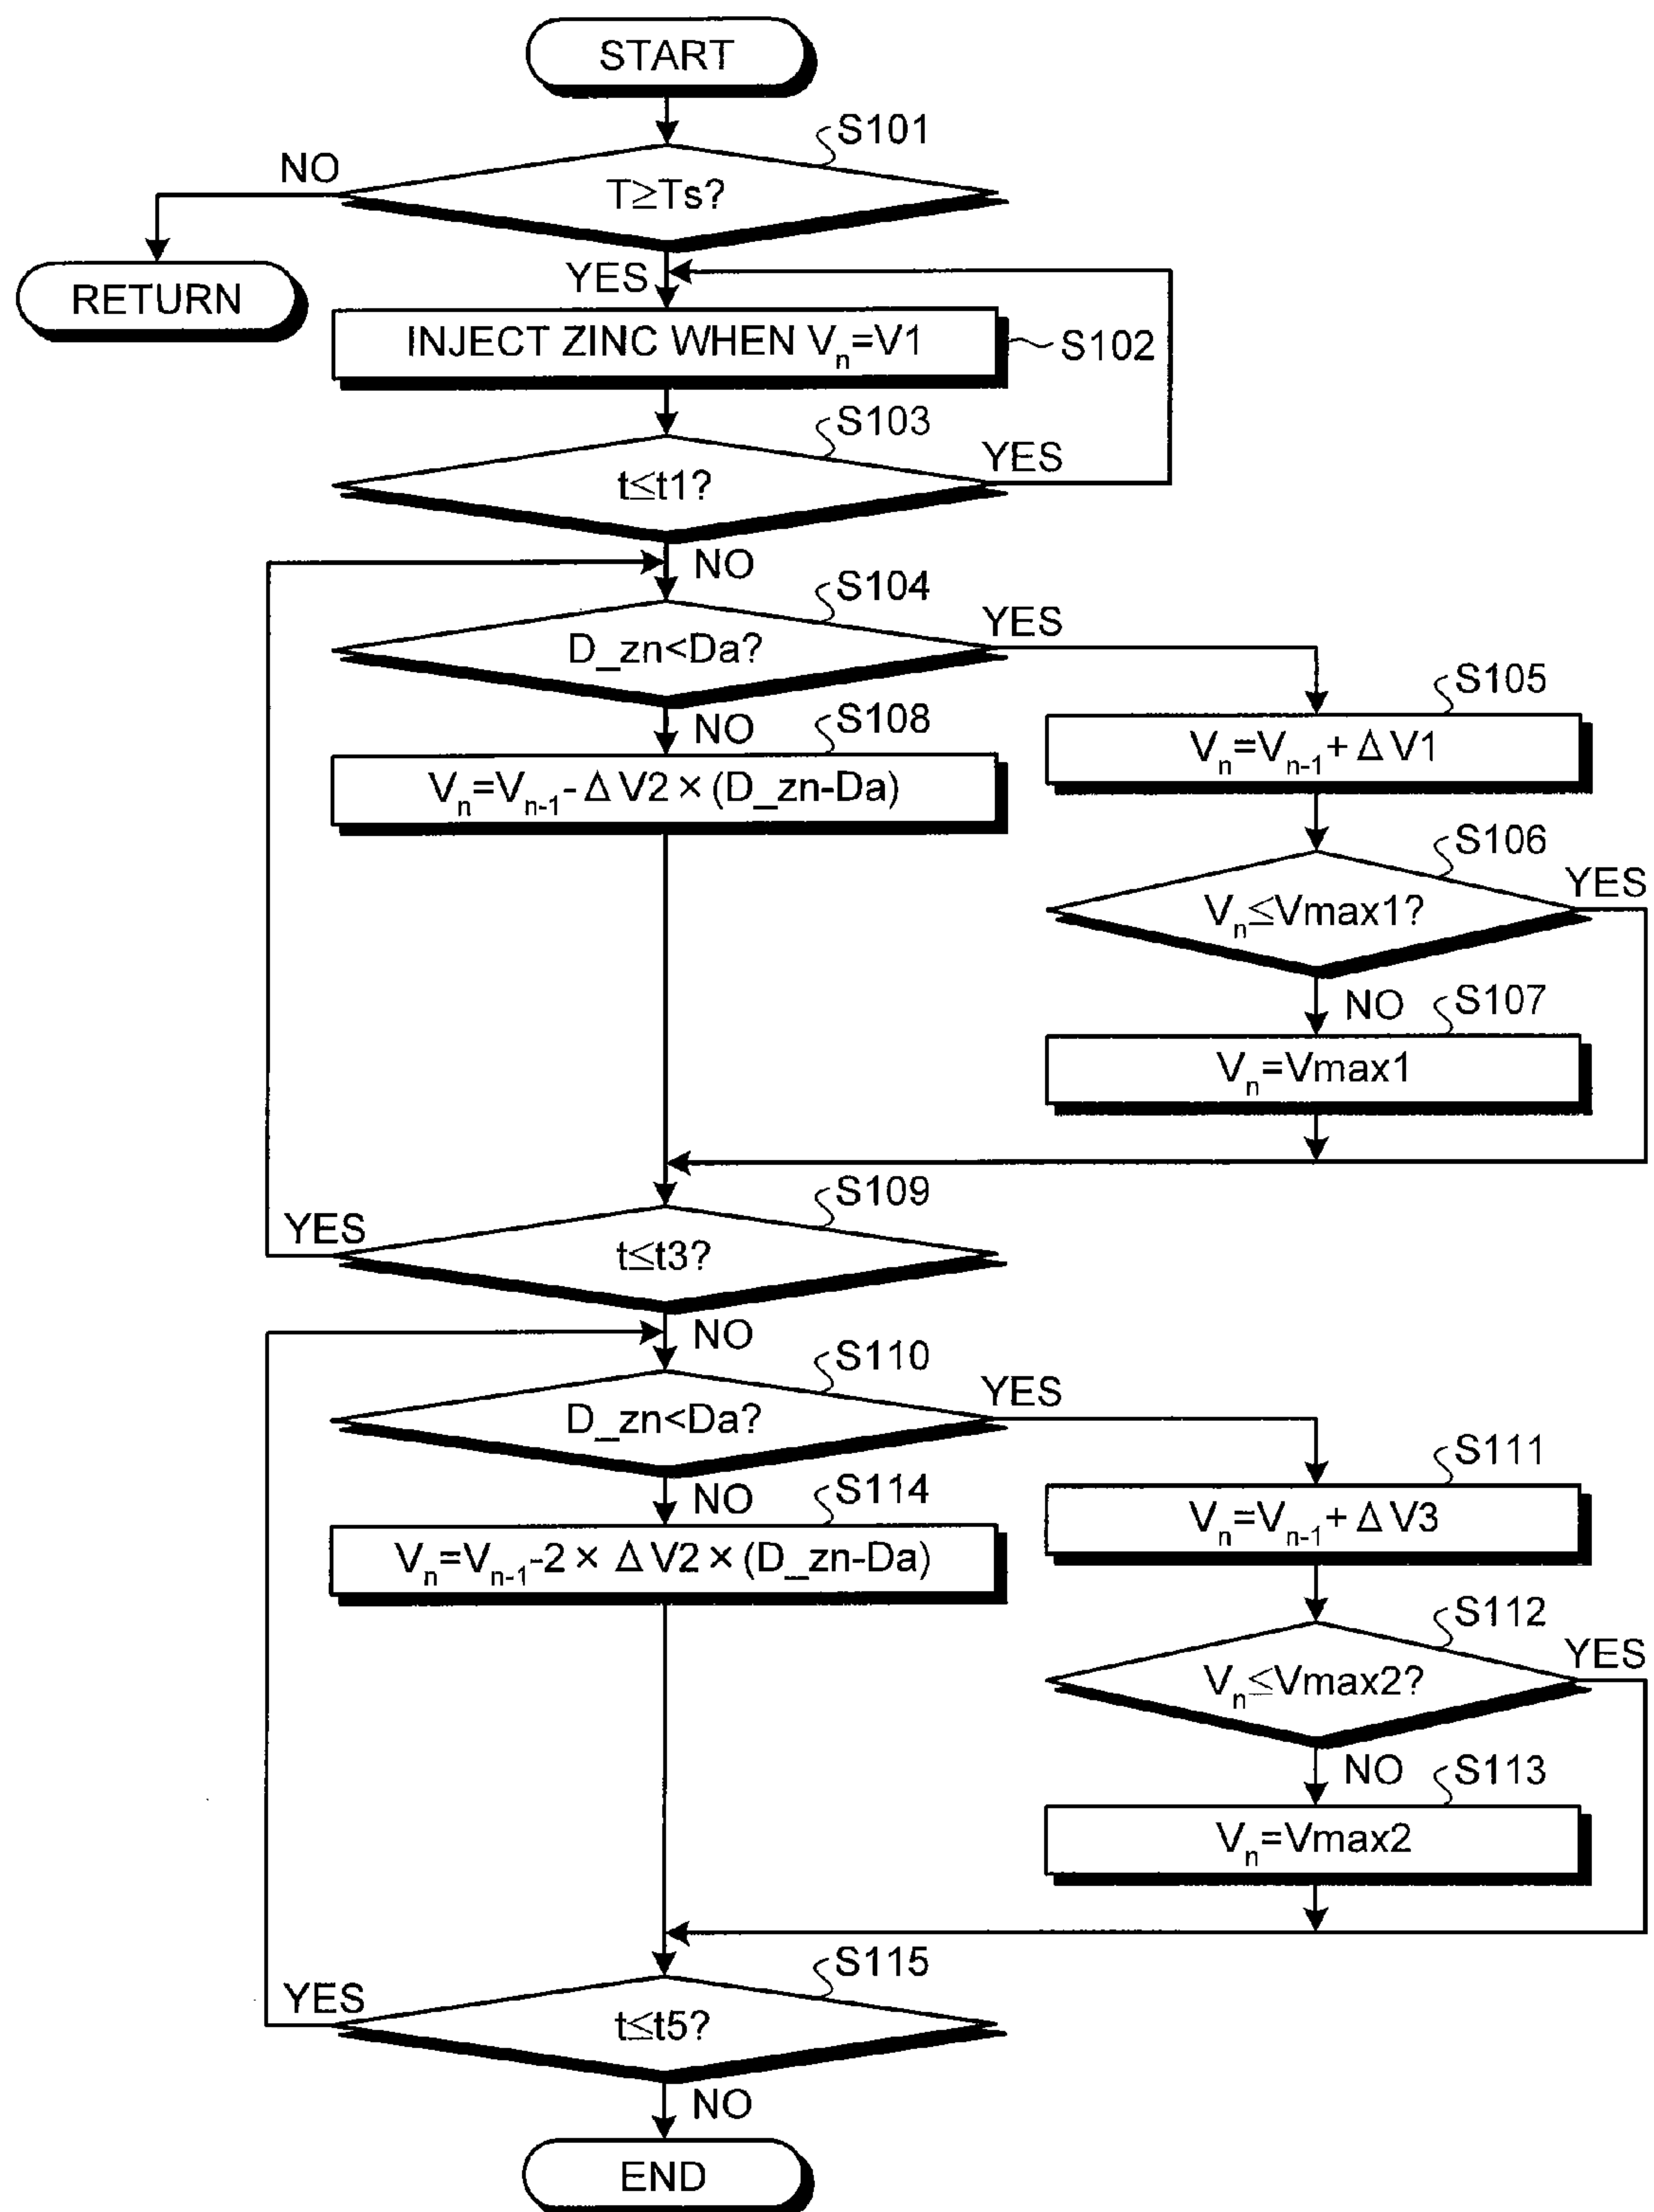 START
S101
NO
T≥Ts?
RETURN
YES
INJECT ZINC WHEN Vn=V1
S102
S103
YES
t≤t1?
NO
S104
YES
D_zn<Da?
NO
S108
S105
Vn=Vn-1+ΔV1
Vn=Vn-1-ΔV2×(D_zn-Da)
S106
YES
Vn≤Vmax1?
NO
S107
Vn=Vmax1
S109
YES
t≤t3?
NO
S110
YES
D_zn<Da?
NO
S114
S111
Vn=Vn-1+ΔV3
Vn=Vn-1-2×ΔV2×(D_zn-Da)
S112
YES
Vn≤Vmax2?
NO
S113
Vn=Vmax2
S115
YES
t≤t5?
NO
END